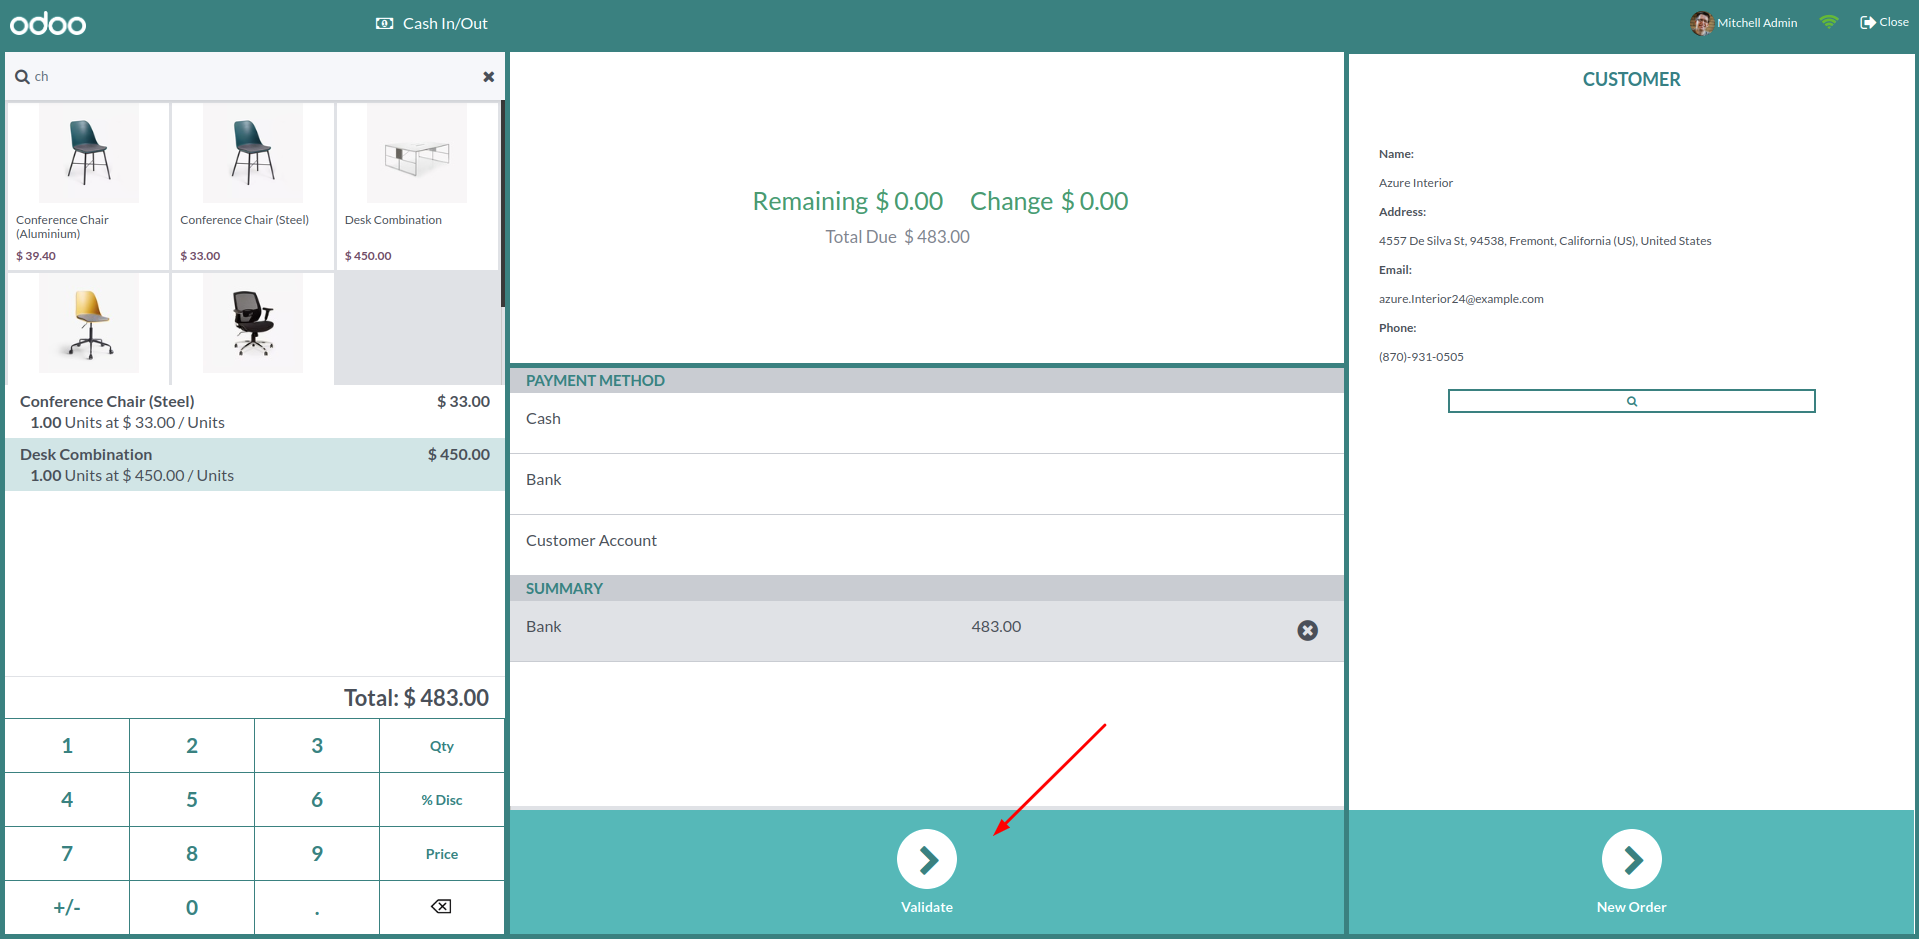 odoo
Cash In/Out
Mitchell Admin
Close
ch
Conference Chair
(Aluminium)
$ 39.40
Conference Chair (Steel)
$ 33.00
Desk Combination
$ 450.00
Conference Chair (Steel) $ 33.00
1.00 Units at $ 33.00 / Units
Desk Combination $ 450.00
1.00 Units at $ 450.00 / Units
Total: $ 483.00
1 2 3 Qty
4 5 6 % Disc
7 8 9 Price
+/- 0 .
Remaining $ 0.00 Change $ 0.00
Total Due $ 483.00
PAYMENT METHOD
Cash
Bank
Customer Account
SUMMARY
Bank 483.00
Validate
CUSTOMER
Name:
Azure Interior
Address:
4557 De Silva St, 94538, Fremont, California (US), United States
Email:
azure.Interior24@example.com
Phone:
(870)-931-0505
New Order